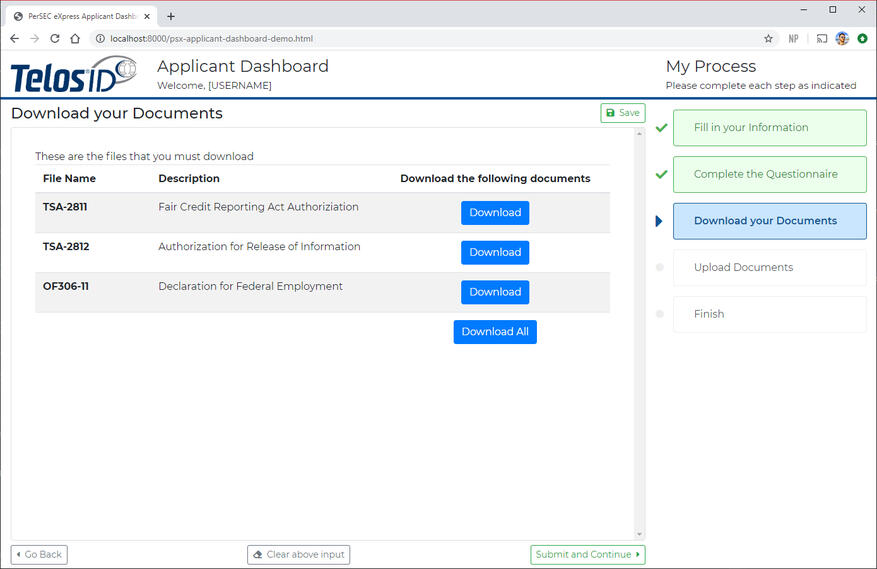 PerSEC eXpress Applicant Dashb
localhost:8000/psx-applicant-dashboard-demo.html
NP
TelosID
Applicant Dashboard
Welcome, [USERNAME]
My Process
Please complete each step as indicated
Download your Documents
Save
These are the files that you must download
File Name Description Download the following documents
TSA-2811 Fair Credit Reporting Act Authoriziation Download
TSA-2812 Authorization for Release of Information Download
OF306-11 Declaration for Federal Employment Download
Download All
Fill in your Information
Complete the Questionnaire
Download your Documents
Upload Documents
Finish
Go Back
Clear above input
Submit and Continue